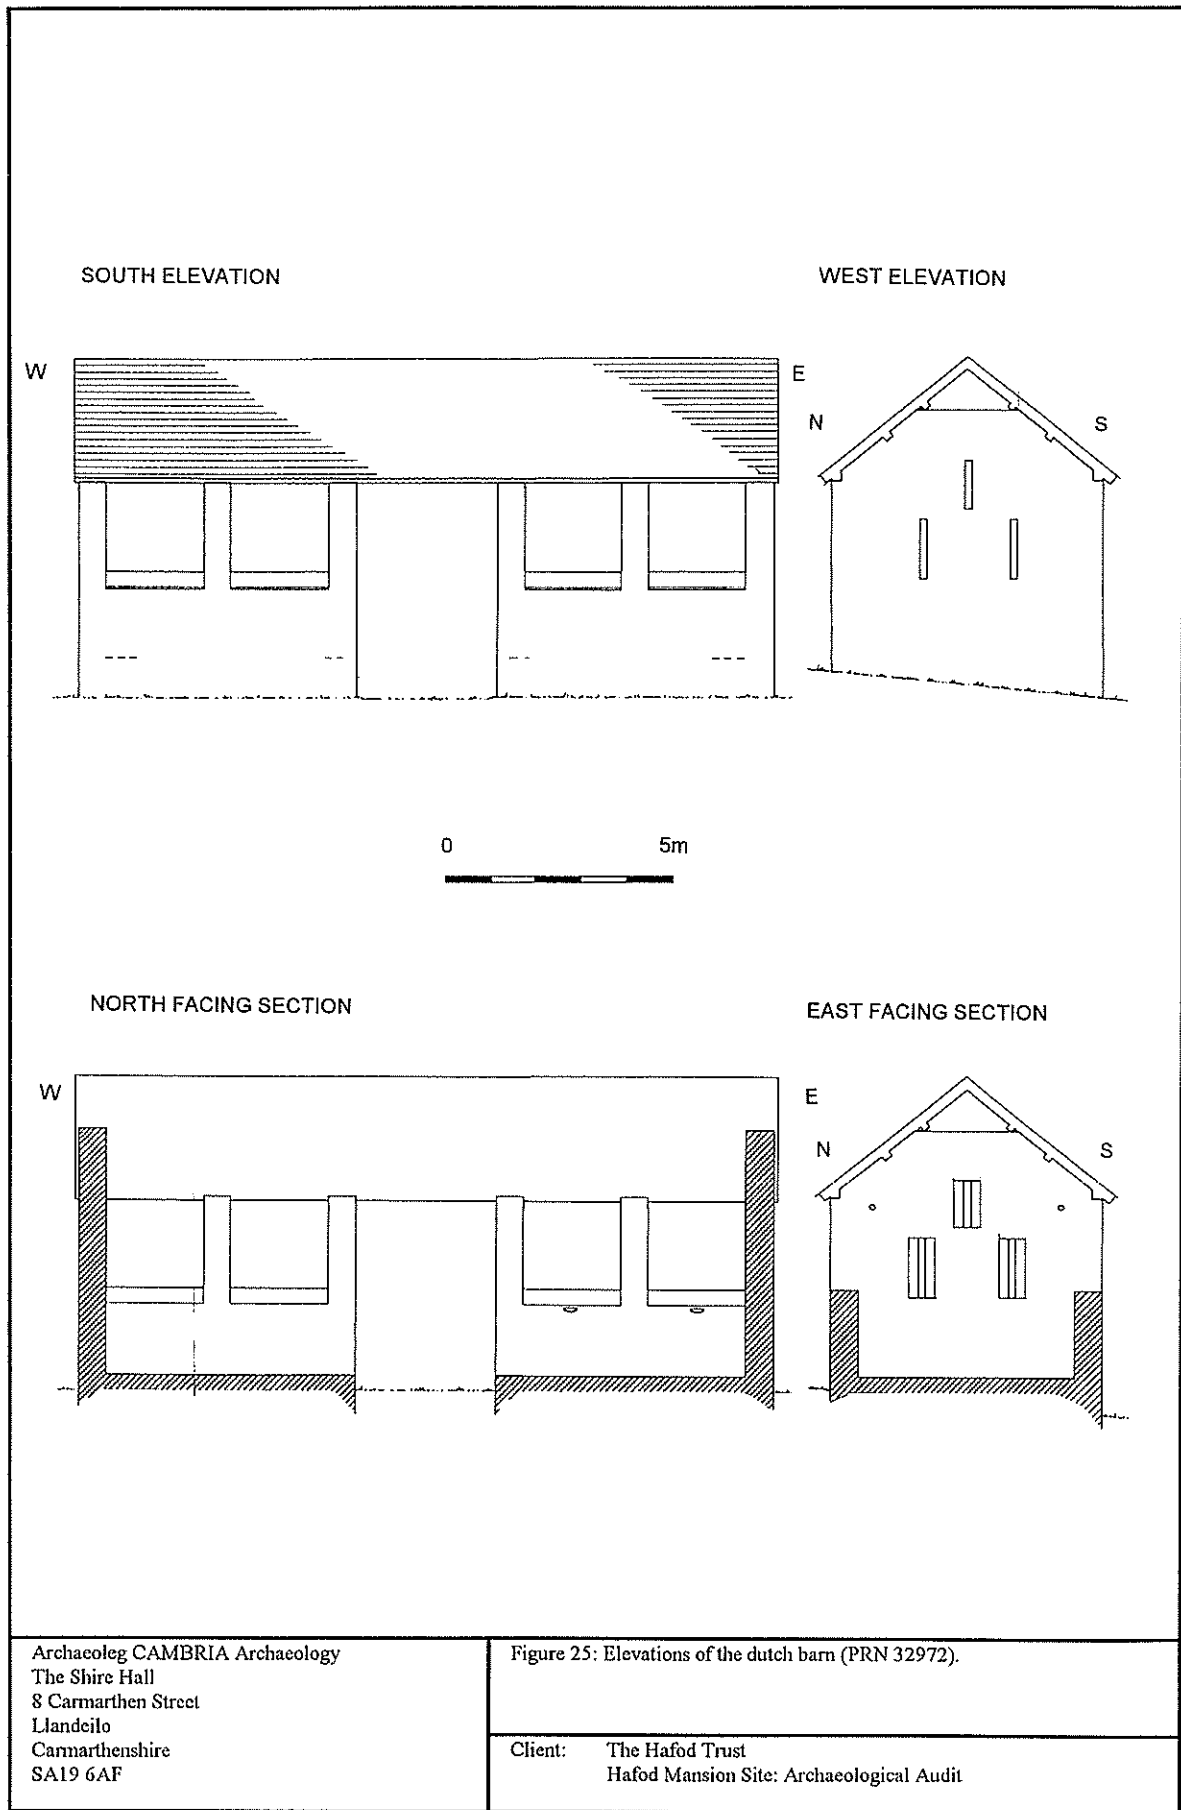 SOUTH ELEVATION
WEST ELEVATION
W
E
N
S
0 5m
NORTH FACING SECTION
EAST FACING SECTION
W
E
N
S
Archaeoleg CAMBRIA Archaeology
The Shire Hall
8 Carmarthen Street
Llandeilo
Carmarthenshire
SA19 6AF
Figure 25: Elevations of the dutch barn (PRN 32972).
Client: The Hafod Trust
Hafod Mansion Site: Archaeological Audit